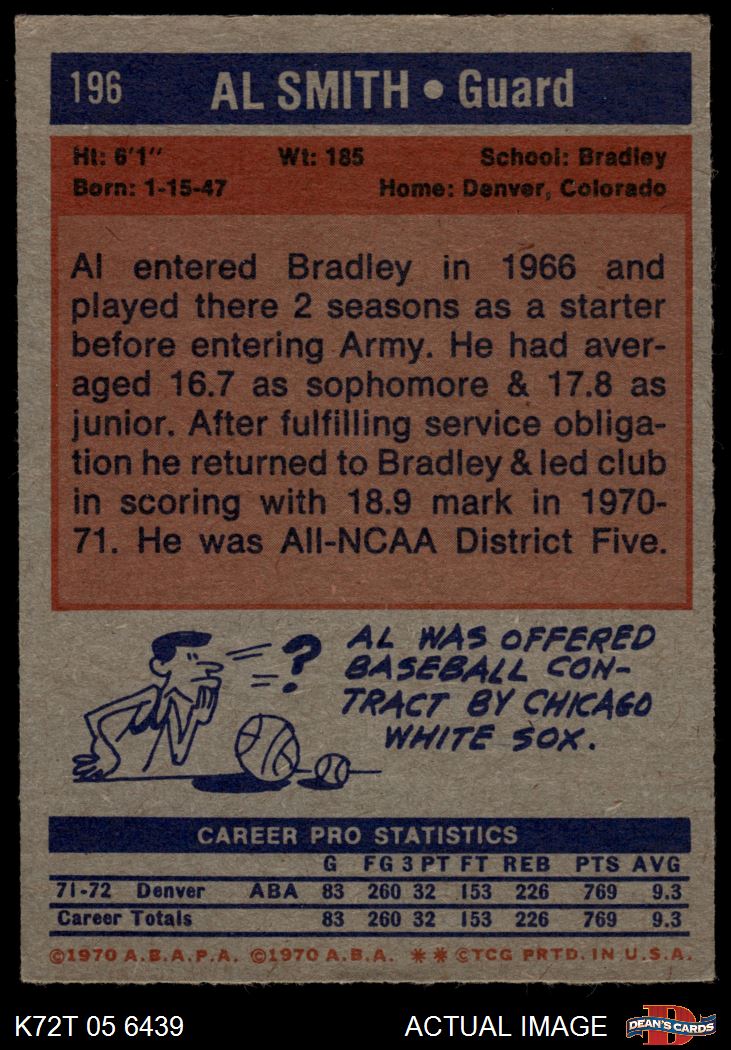 196 AL SMITH • Guard
Ht: 6'1" Wt: 185 School: Bradley
Born: 1-15-47 Home: Denver, Colorado
Al entered Bradley in 1966 and
played there 2 seasons as a starter
before entering Army. He had aver-
aged 16.7 as sophomore & 17.8 as
junior. After fulfilling service obliga-
tion he returned to Bradley & led club
in scoring with 18.9 mark in 1970-
71. He was All-NCAA District Five.
?
AL WAS OFFERED
BASEBALL CON-
TRACT BY CHICAGO
WHITE SOX.
CAREER PRO STATISTICS
G FG 3 PT FT REB PTS AVG
71-72 Denver ABA 83 260 32 153 226 769 9.3
Career Totals 83 260 32 153 226 769 9.3
©1970 A.B.A.P.A. ©1970 A.B.A. ** ©TCG PRTD. IN U.S.A.
K72T 05 6439 ACTUAL IMAGE D DEAN'S CARDS